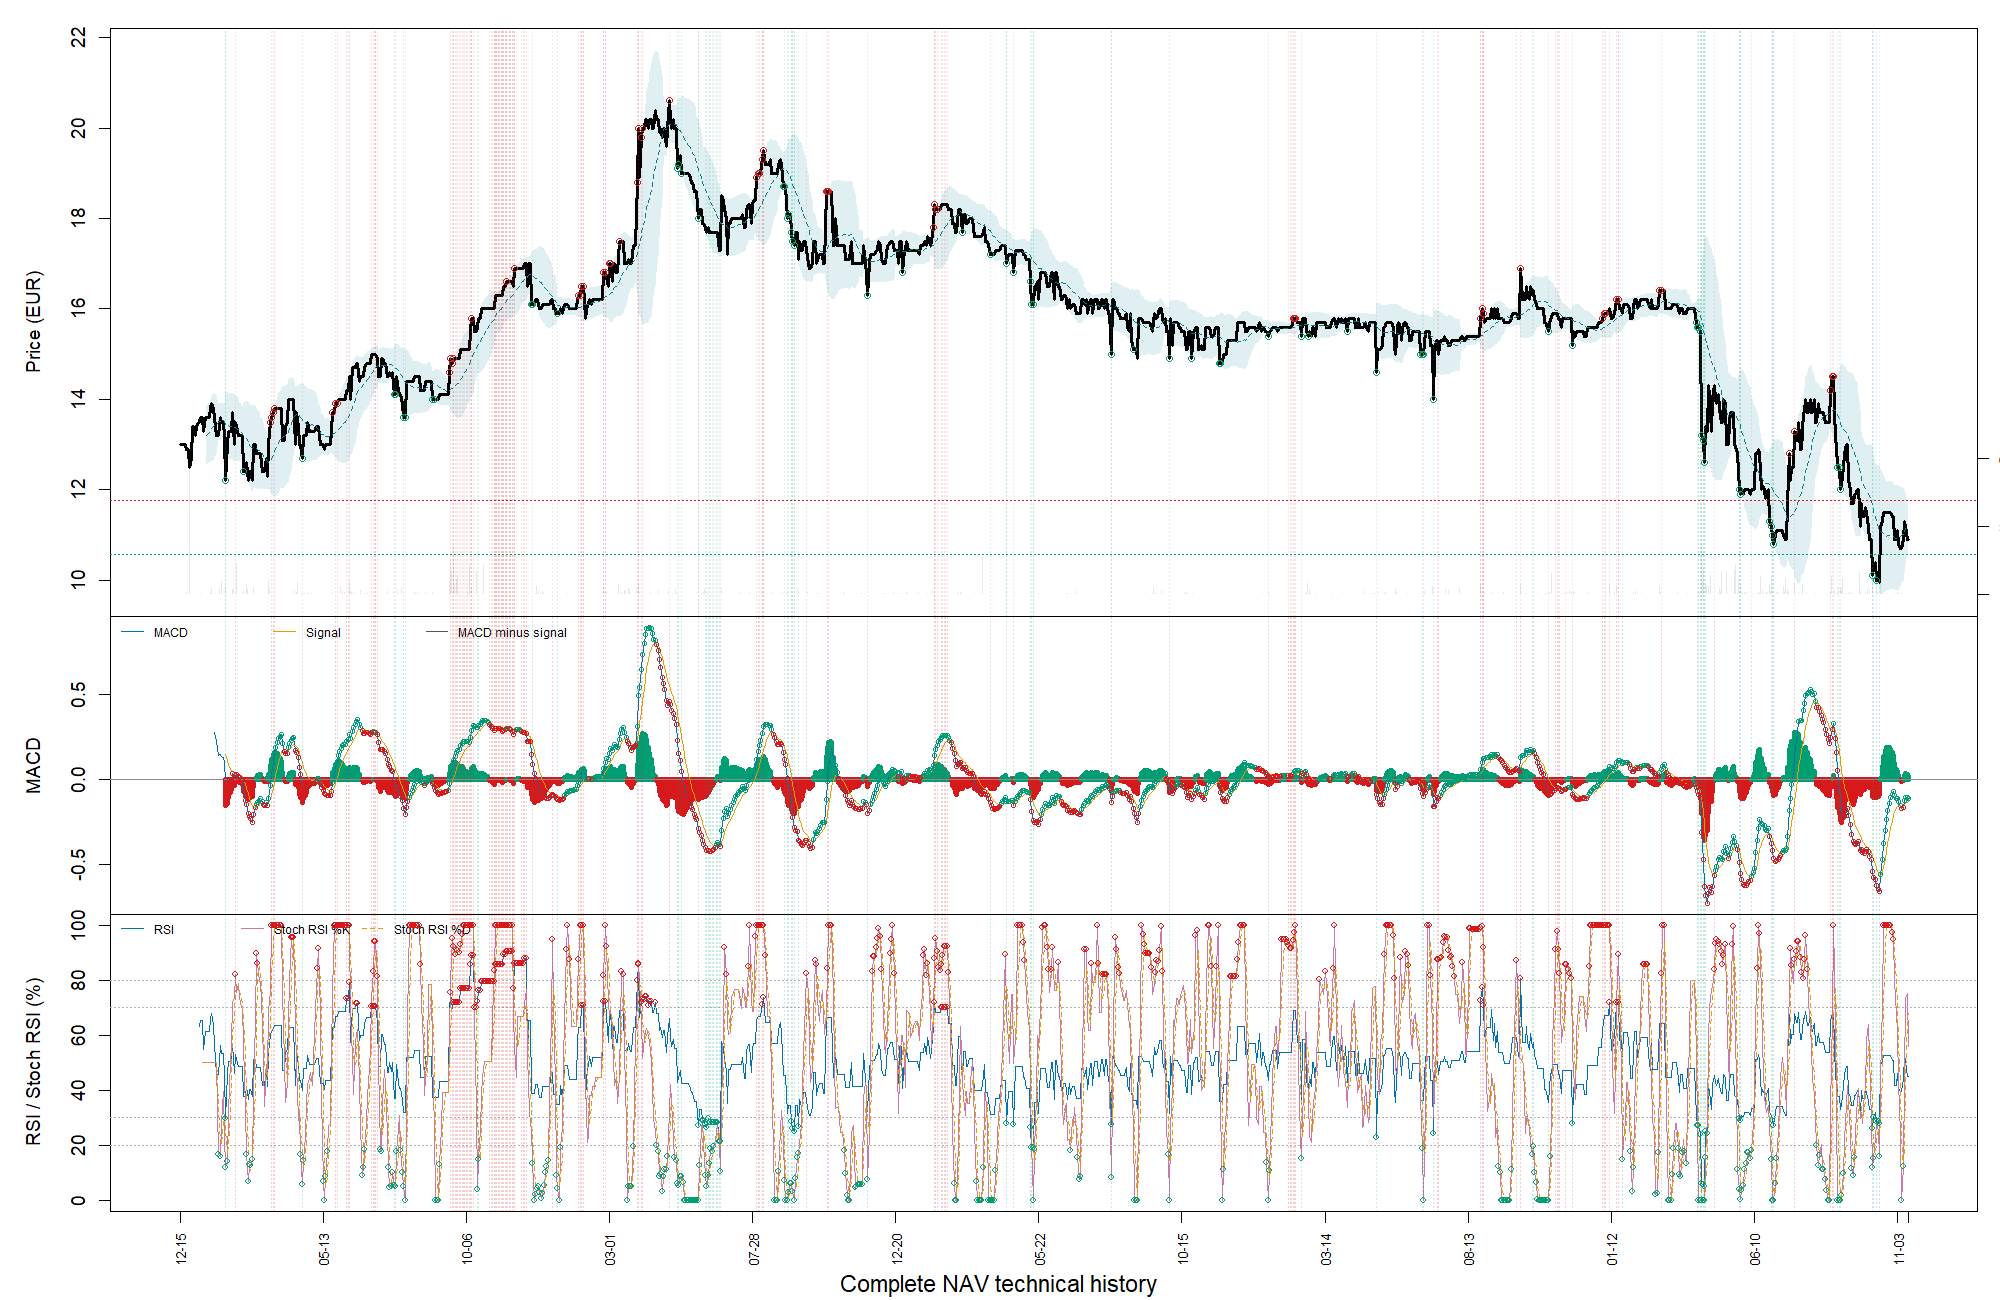 22
20
18
16
14
12
10
Price (EUR)
MACD
Signal
MACD minus signal
0.5
0.0
-0.5
MACD
RSI
Stoch RSI %K
Stoch RSI %D
100
80
60
40
20
0
RSI / Stoch RSI (%)
12-15
05-13
10-06
03-01
07-28
12-20
05-22
10-15
03-14
08-13
01-12
06-10
11-03
Complete NAV technical history